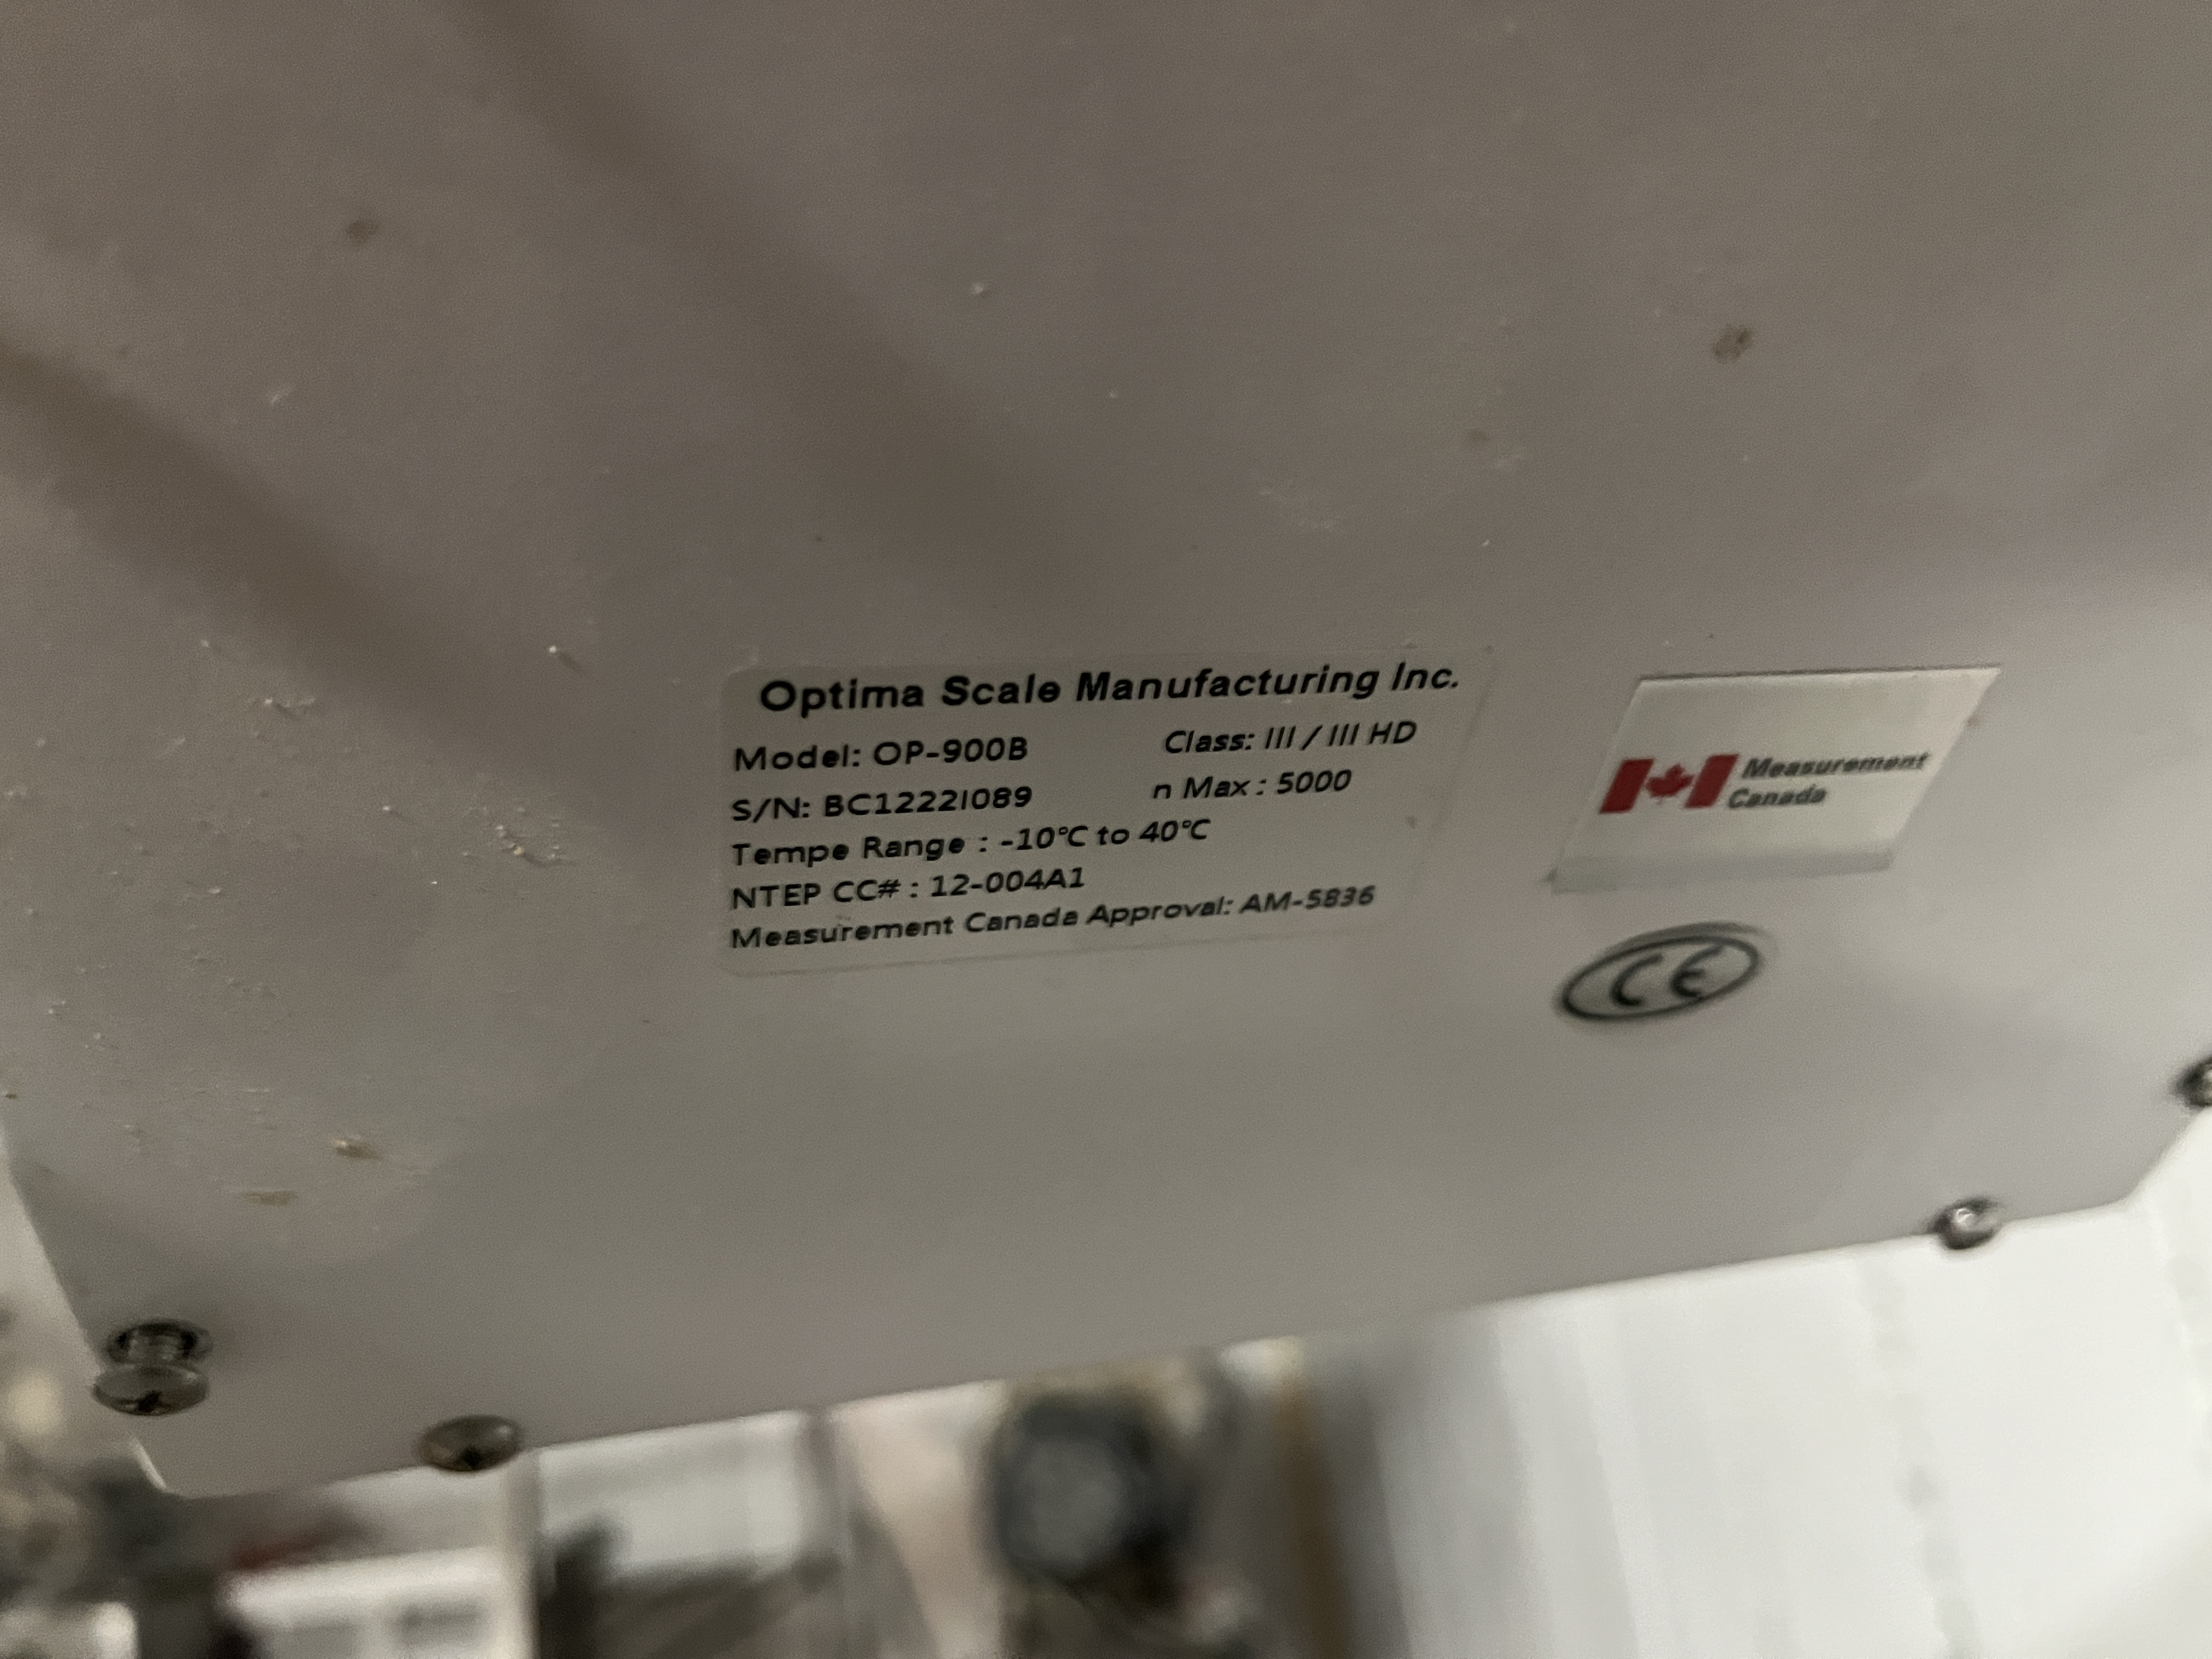 Optima Scale Manufacturing Inc.
Model: OP-900B Class: III / III HD
S/N: BC1222I089 n Max : 5000
Tempe Range : -10°C to 40°C
NTEP CC# : 12-004A1
Measurement Canada Approval: AM-5836
Measurement
Canada
CE